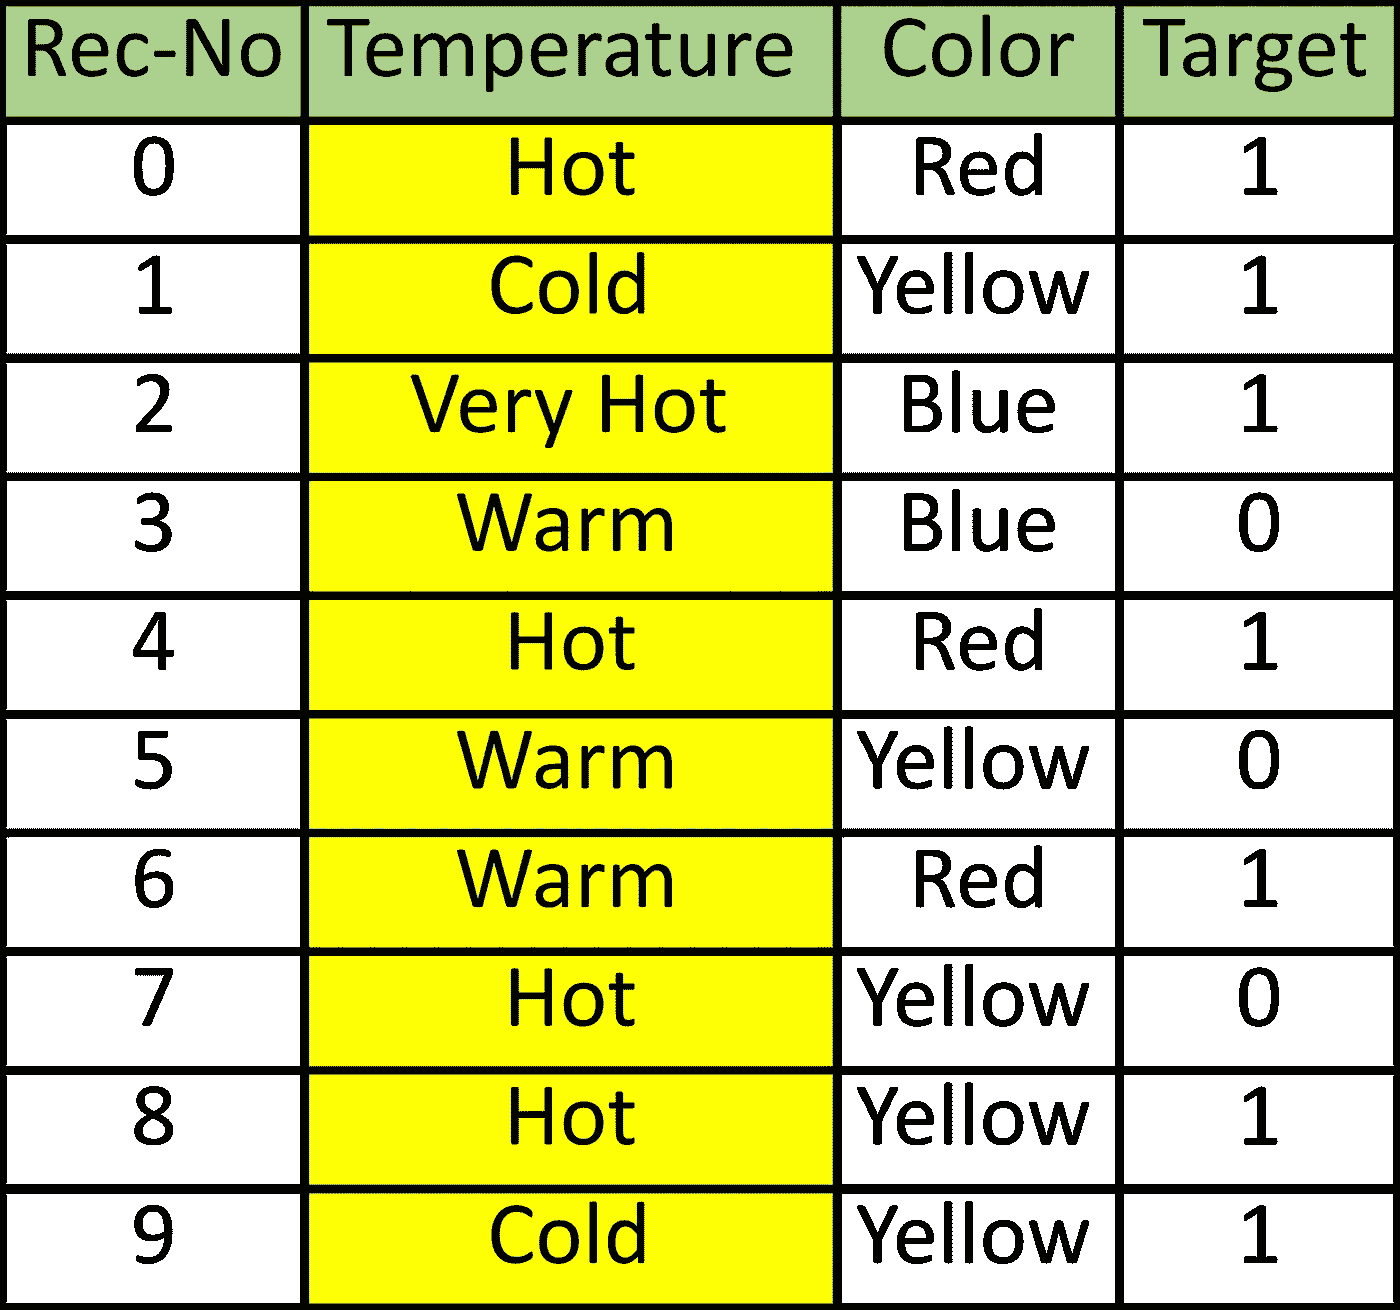 Rec-No Temperature Color Target
0 Hot Red 1
1 Cold Yellow 1
2 Very Hot Blue 1
3 Warm Blue 0
4 Hot Red 1
5 Warm Yellow 0
6 Warm Red 1
7 Hot Yellow 0
8 Hot Yellow 1
9 Cold Yellow 1